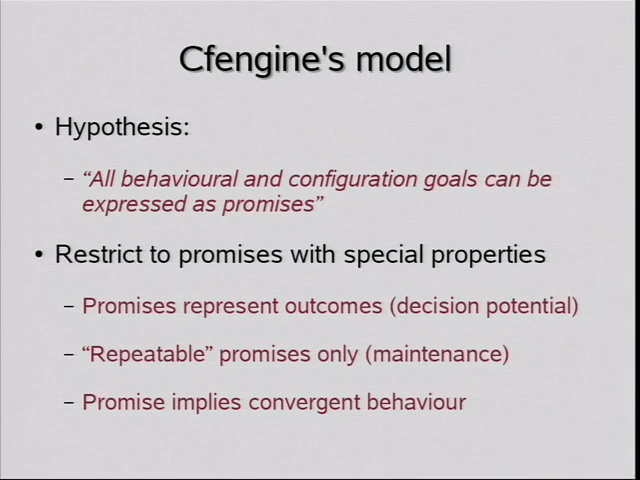 Cfengine's model
• Hypothesis:
– “All behavioural and configuration goals can be
expressed as promises”
• Restrict to promises with special properties
– Promises represent outcomes (decision potential)
– “Repeatable” promises only (maintenance)
– Promise implies convergent behaviour